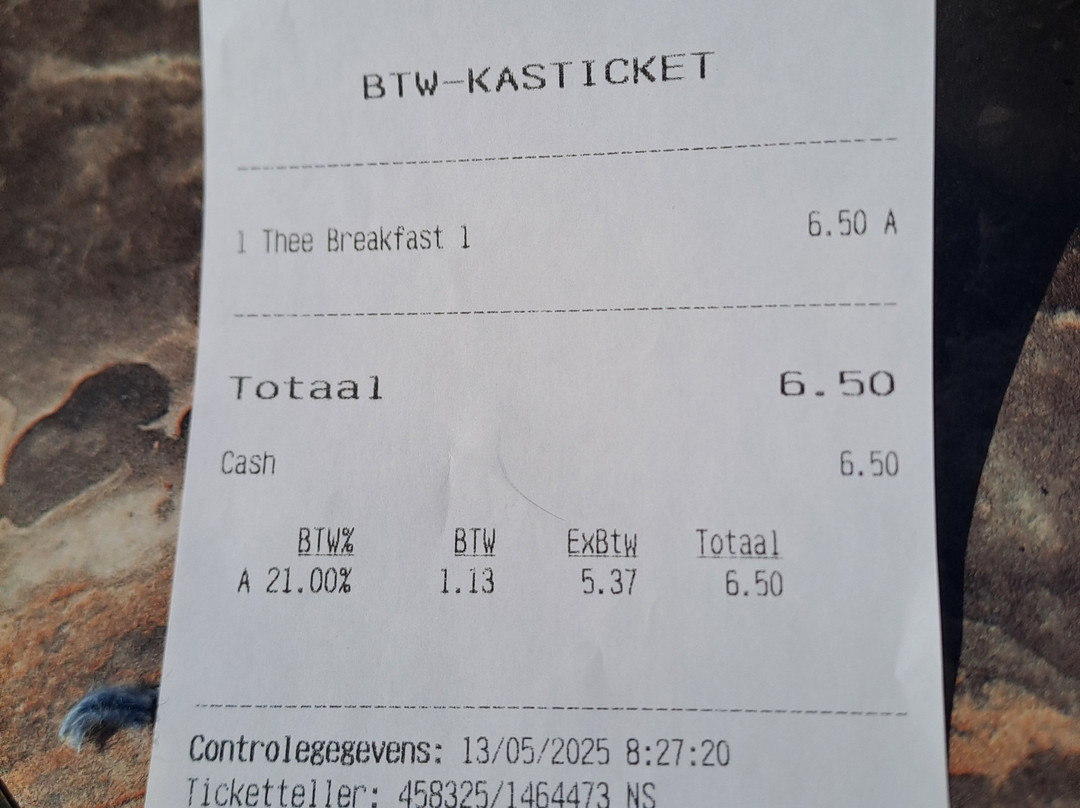 BTW-KASTICKET
1 Thee Breakfast 1 6.50 A
Totaal 6.50
Cash 6.50
BTW% BTW ExBtw Totaal
A 21.00% 1.13 5.37 6.50
Controlegegevens: 13/05/2025 8:27:20
Ticketteller: 458325/1464473 NS